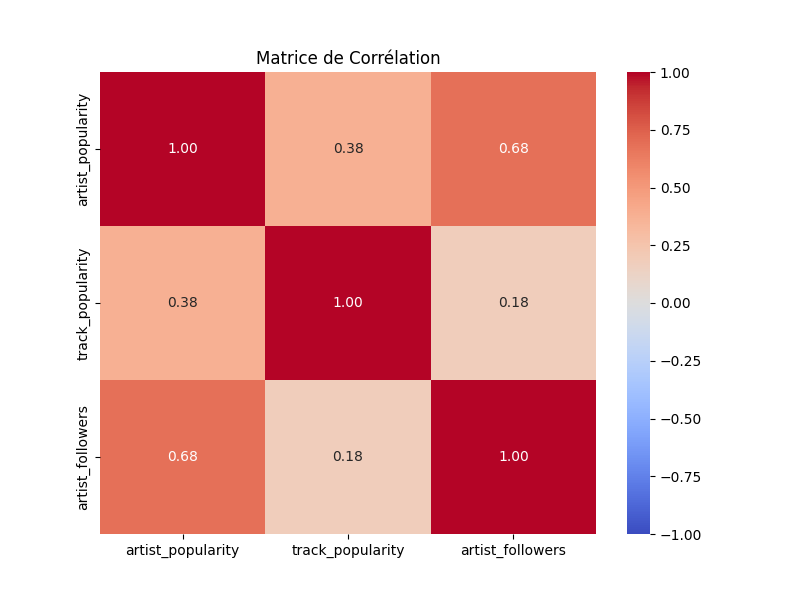 Matrice de Corrélation
artist_popularity
1.00
0.38
0.68
track_popularity
0.38
1.00
0.18
artist_followers
0.68
0.18
1.00
artist_popularity
track_popularity
artist_followers
1.00
0.75
0.50
0.25
0.00
−0.25
−0.50
−0.75
−1.00